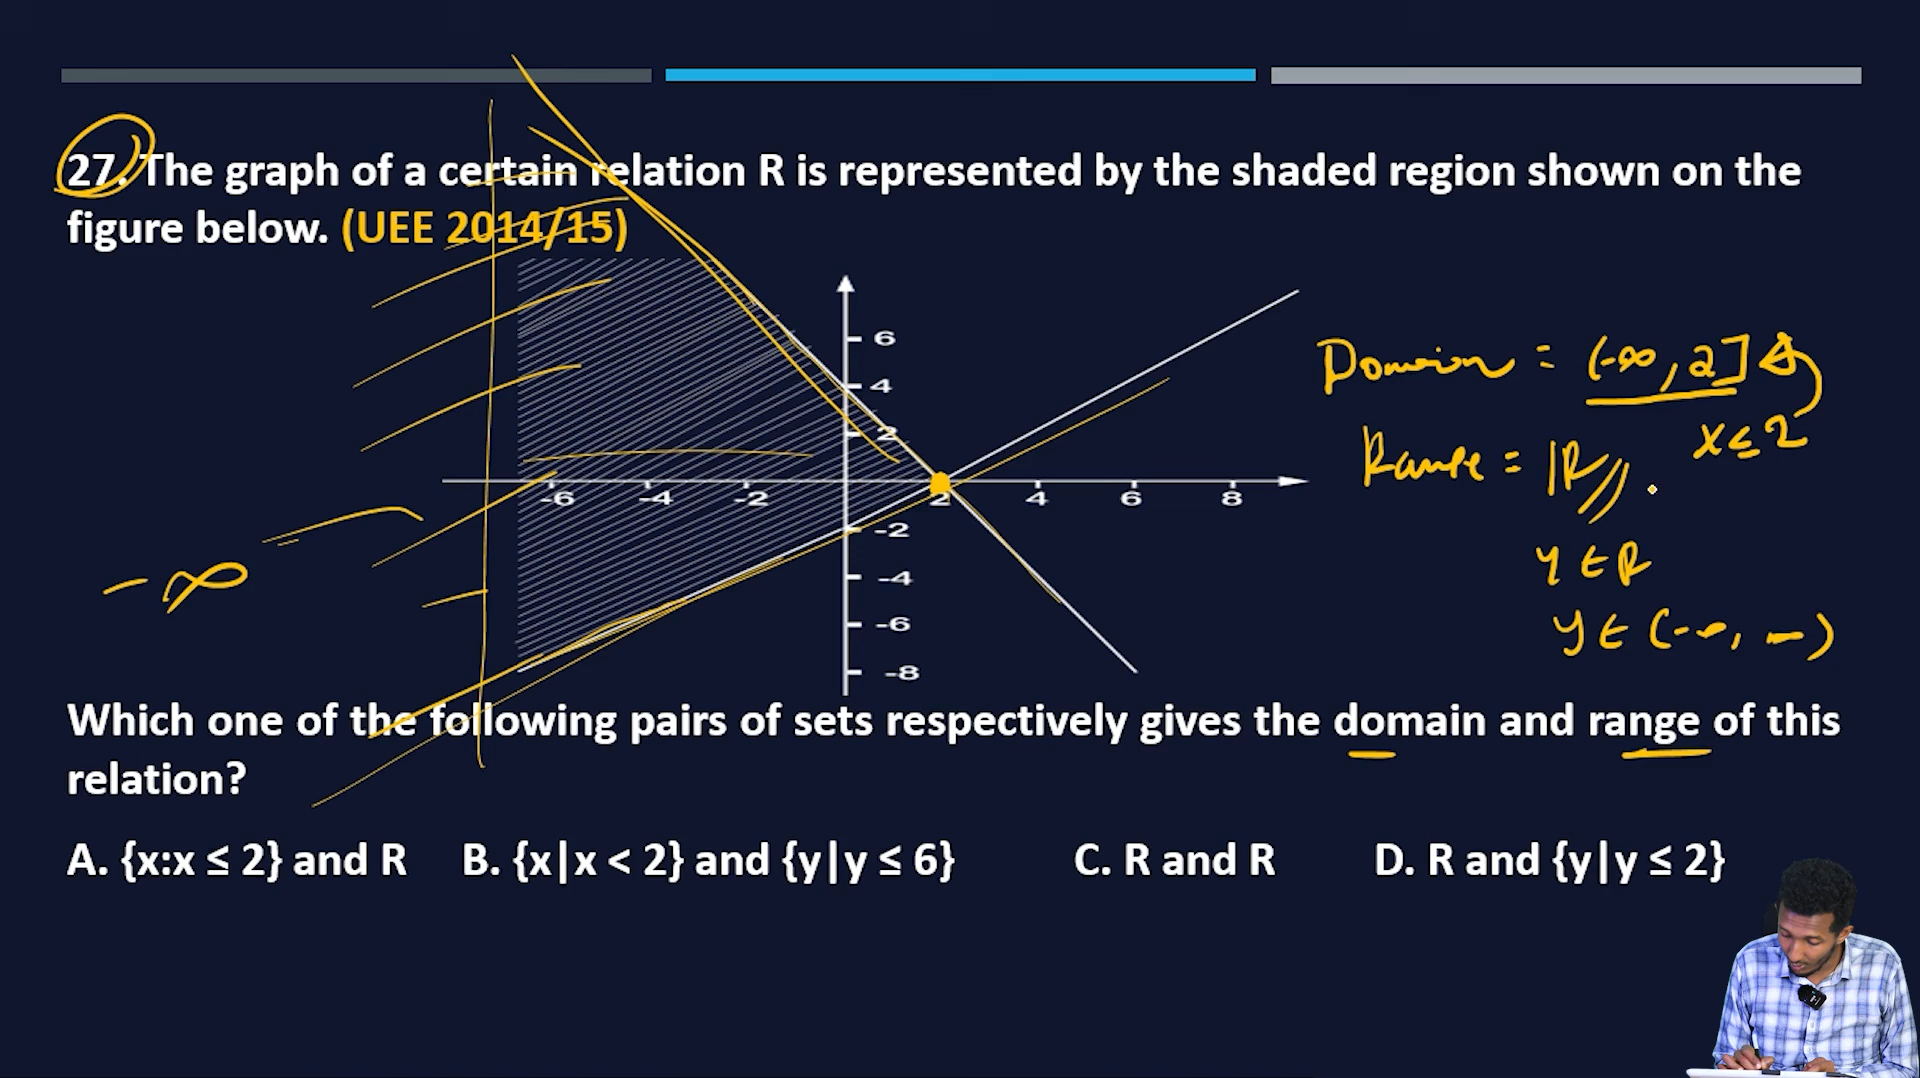 27. The graph of a certain relation R is represented by the shaded region shown on the
figure below. (UEE 2014/15)
6
4
2
-6 -4 -2 2 4 6 8
-2
-4
-6
-8
Domain = (-∞, 2]
x ≤ 2
Range = ℝ
y ∈ R
y ∈ (-∞, ∞)
-∞
Which one of the following pairs of sets respectively gives the domain and range of this
relation?
A. {x:x ≤ 2} and R B. {x|x < 2} and {y|y ≤ 6} C. R and R D. R and {y|y ≤ 2}